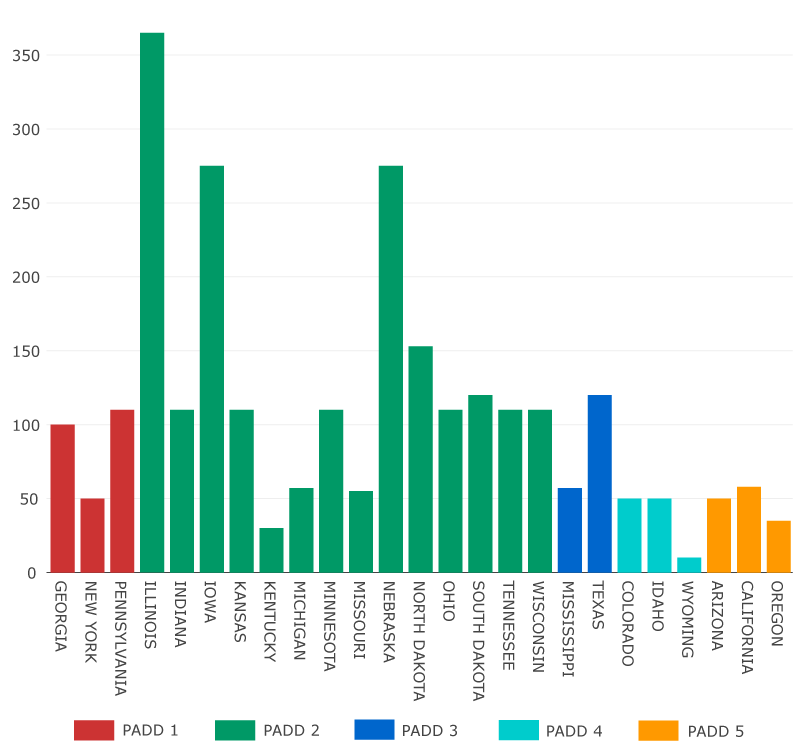 350
300
250
200
150
100
50
0
GEORGIA
NEW YORK
PENNSYLVANIA
ILLINOIS
INDIANA
IOWA
KANSAS
KENTUCKY
MICHIGAN
MINNESOTA
MISSOURI
NEBRASKA
NORTH DAKOTA
OHIO
SOUTH DAKOTA
TENNESSEE
WISCONSIN
MISSISSIPPI
TEXAS
COLORADO
IDAHO
WYOMING
ARIZONA
CALIFORNIA
OREGON
PADD 1 PADD 2 PADD 3 PADD 4 PADD 5